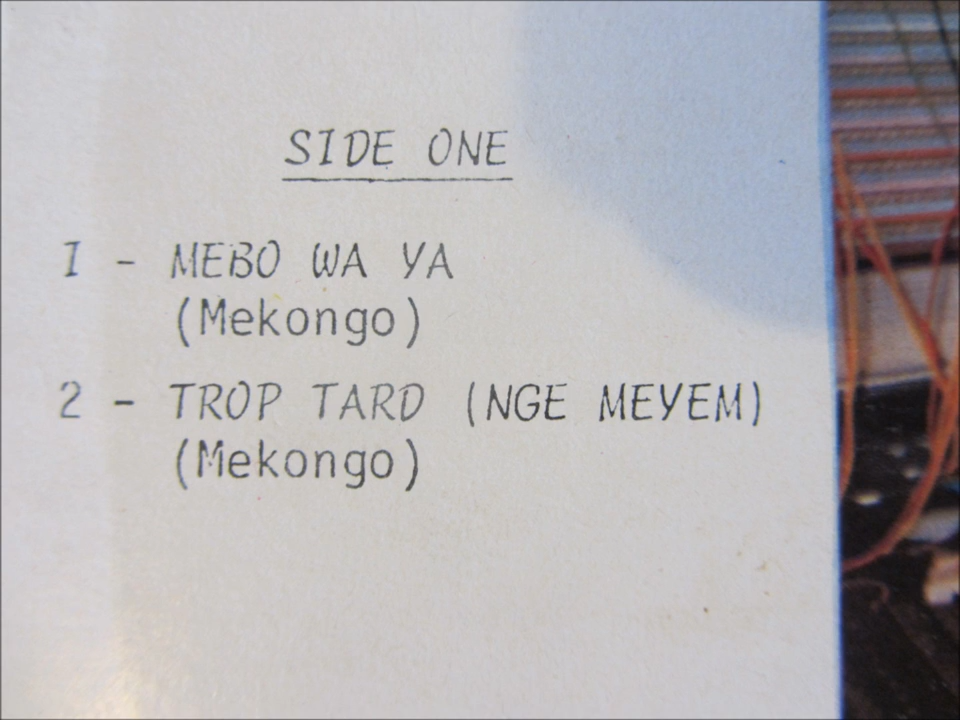 SIDE ONE
1 - MEBO WA YA
(Mekongo)
2 - TROP TARD (NGE MEYEM)
(Mekongo)